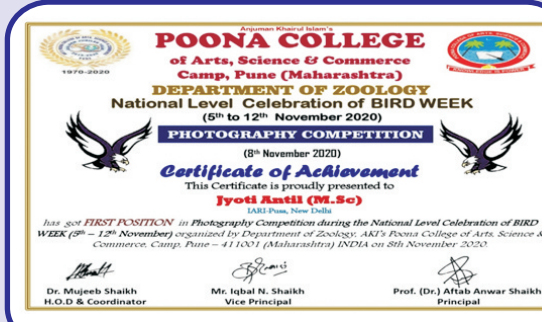 Anjuman Khairul Islam's
POONA COLLEGE
of Arts, Science & Commerce
Camp, Pune (Maharashtra)
1970-2020
DEPARTMENT OF ZOOLOGY
National Level Celebration of BIRD WEEK
(5th to 12th November 2020)
PHOTOGRAPHY COMPETITION
(8th November 2020)
Certificate of Achievement
This Certificate is proudly presented to
Jyoti Antil (M.Sc)
IARI-Pusa, New Delhi
has got FIRST POSITION in Photography Competition during the National Level Celebration of BIRD
WEEK (5th – 12th November) organized by Department of Zoology, AKI's Poona College of Arts, Science &
Commerce, Camp, Pune – 411001 (Maharashtra) INDIA on 8th November 2020.
Dr. Mujeeb Shaikh
H.O.D & Coordinator
Mr. Iqbal N. Shaikh
Vice Principal
Prof. (Dr.) Aftab Anwar Shaikh
Principal